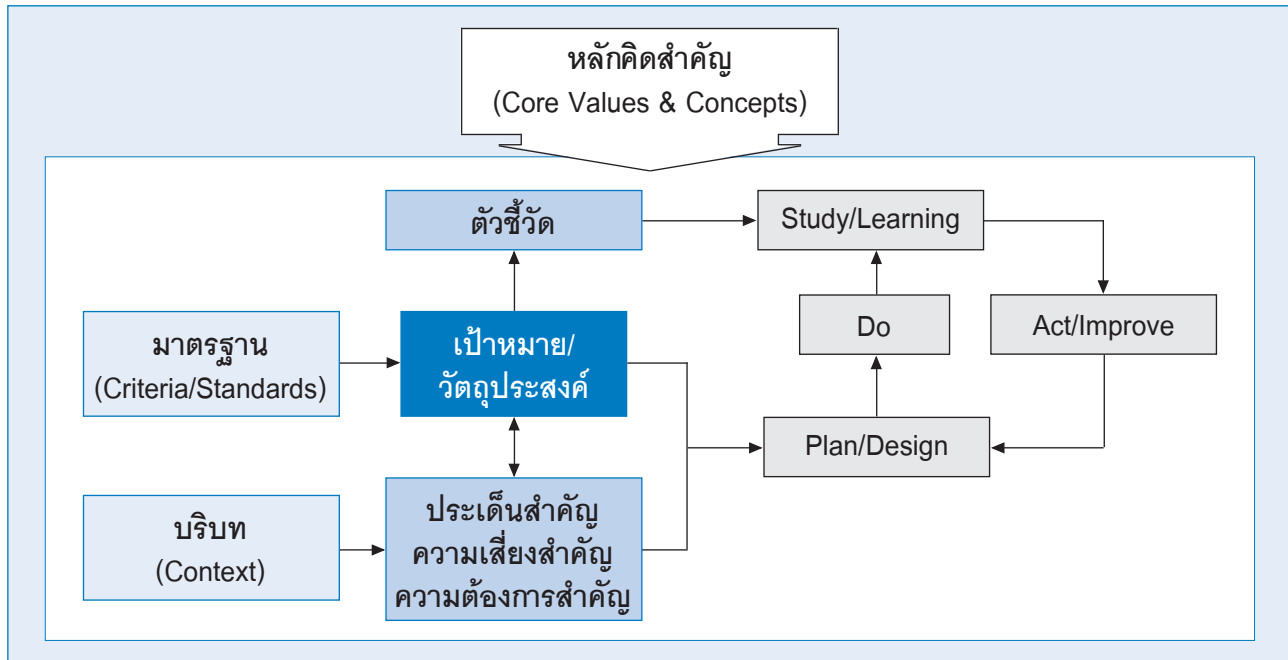 หลักคิดสำคัญ
(Core Values & Concepts)
ตัวชี้วัด
Study/Learning
มาตรฐาน
(Criteria/Standards)
เป้าหมาย/
วัตถุประสงค์
Do
Act/Improve
Plan/Design
บริบท
(Context)
ประเด็นสำคัญ
ความเสี่ยงสำคัญ
ความต้องการสำคัญ